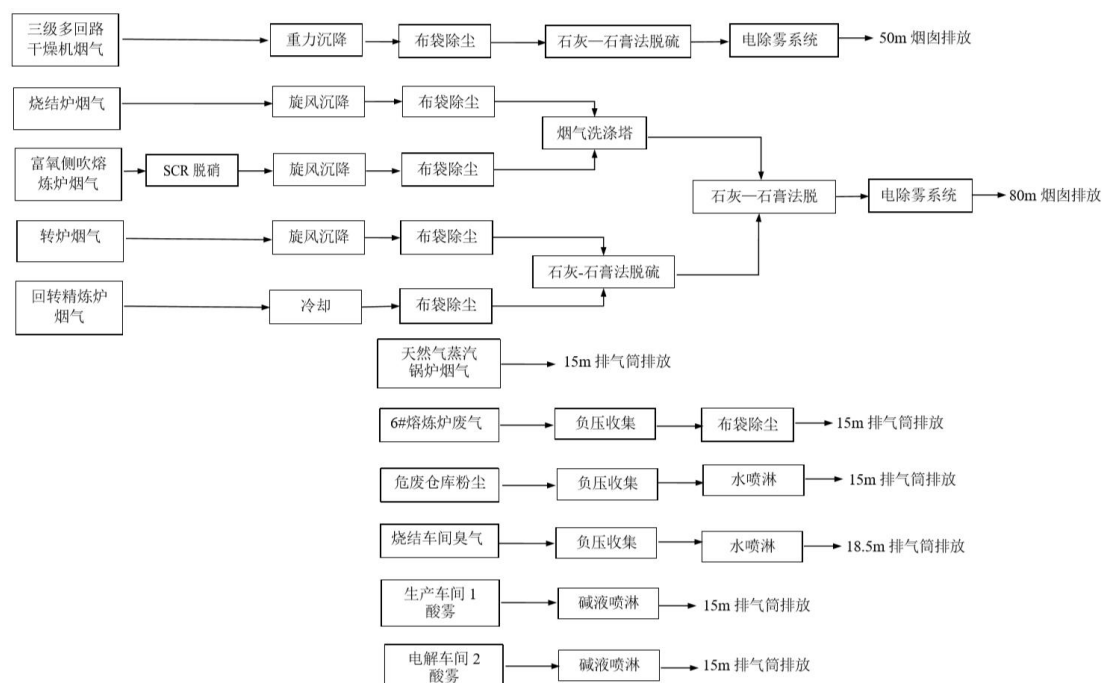 三级多回路
干燥机烟气
重力沉降
布袋除尘
石灰—石膏法脱硫
电除雾系统
50m 烟囱排放
烧结炉烟气
旋风沉降
布袋除尘
烟气洗涤塔
富氧侧吹熔
炼炉烟气
SCR 脱硝
旋风沉降
布袋除尘
石灰—石膏法脱
电除雾系统
80m 烟囱排放
转炉烟气
旋风沉降
布袋除尘
石灰-石膏法脱硫
回转精炼炉
烟气
冷却
布袋除尘
天然气蒸汽
锅炉烟气
15m 排气筒排放
6#熔炼炉废气
负压收集
布袋除尘
15m 排气筒排放
危废仓库粉尘
负压收集
水喷淋
15m 排气筒排放
烧结车间臭气
负压收集
水喷淋
18.5m 排气筒排放
生产车间 1
酸雾
碱液喷淋
15m 排气筒排放
电解车间 2
酸雾
碱液喷淋
15m 排气筒排放